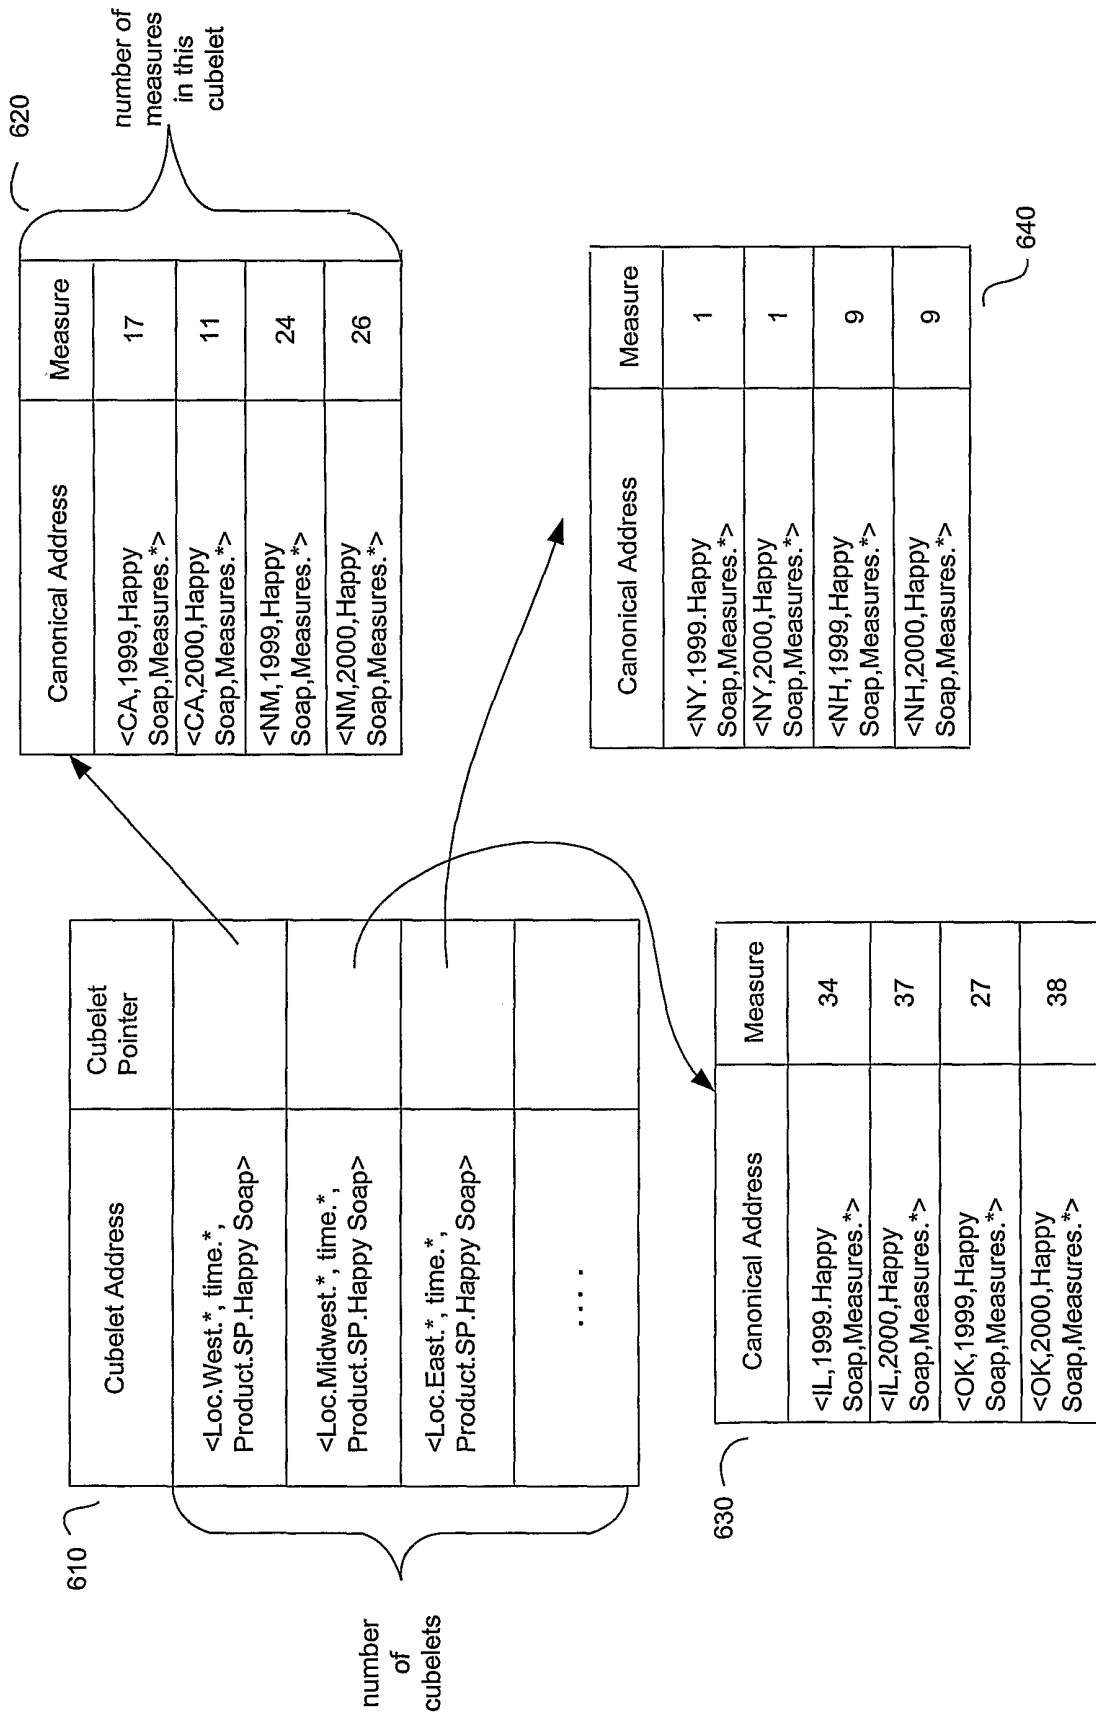 610
Cubelet Address
Cubelet
Pointer
<Loc.West.*, time.*,
Product.SP.Happy Soap>
<Loc.Midwest.*, time.*,
Product.SP.Happy Soap>
<Loc.East.*, time.*,
Product.SP.Happy Soap>
....
number
of
cubelets
620
Canonical Address
Measure
<CA,1999,Happy
Soap,Measures.*>
17
<CA,2000,Happy
Soap,Measures.*>
11
<NM,1999,Happy
Soap,Measures.*>
24
<NM,2000,Happy
Soap,Measures.*>
26
number of
measures
in this
cubelet
630
Canonical Address
Measure
<IL,1999.Happy
Soap,Measures.*>
34
<IL,2000,Happy
Soap,Measures.*>
37
<OK,1999,Happy
Soap,Measures.*>
27
<OK,2000,Happy
Soap,Measures.*>
38
Canonical Address
Measure
<NY.1999.Happy
Soap,Measures.*>
1
<NY,2000,Happy
Soap,Measures.*>
1
<NH,1999,Happy
Soap,Measures.*>
9
<NH,2000,Happy
Soap,Measures.*>
9
640